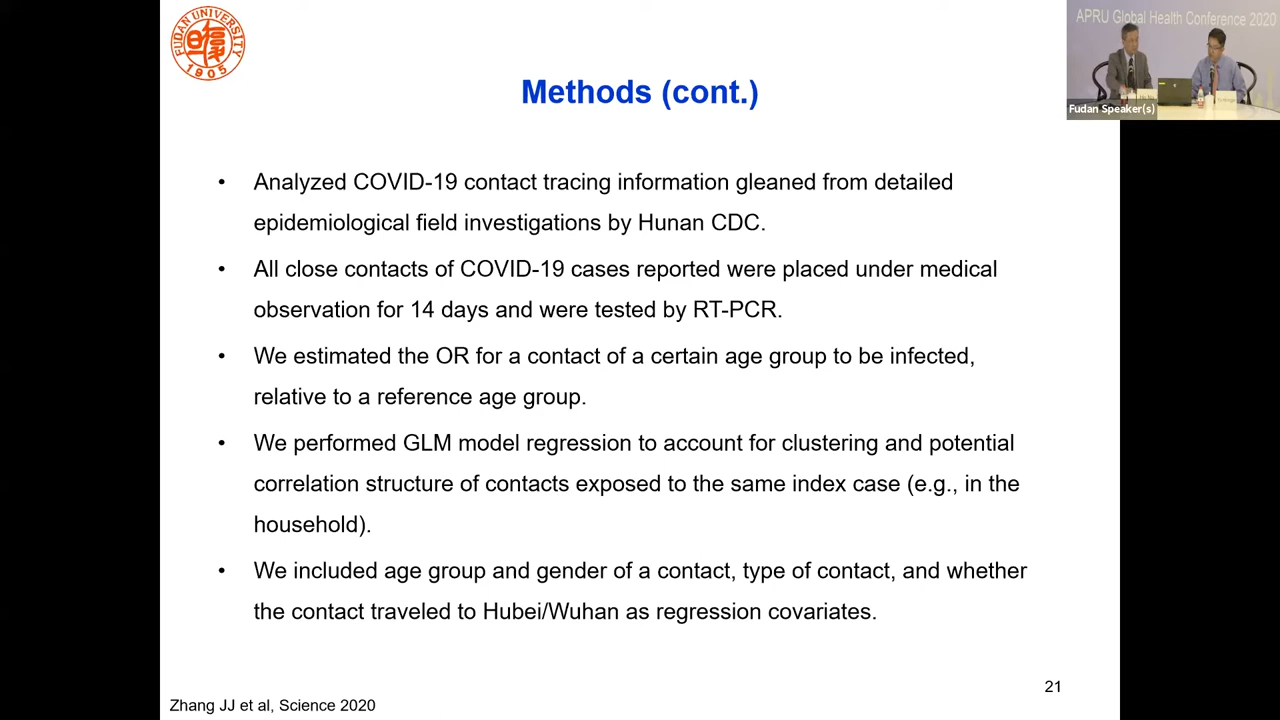 FUDAN UNIVERSITY
1905
APRU Global Health Conference 2020
Fudan Speaker(s)
Methods (cont.)
• Analyzed COVID-19 contact tracing information gleaned from detailed
epidemiological field investigations by Hunan CDC.
• All close contacts of COVID-19 cases reported were placed under medical
observation for 14 days and were tested by RT-PCR.
• We estimated the OR for a contact of a certain age group to be infected,
relative to a reference age group.
• We performed GLM model regression to account for clustering and potential
correlation structure of contacts exposed to the same index case (e.g., in the
household).
• We included age group and gender of a contact, type of contact, and whether
the contact traveled to Hubei/Wuhan as regression covariates.
21
Zhang JJ et al, Science 2020